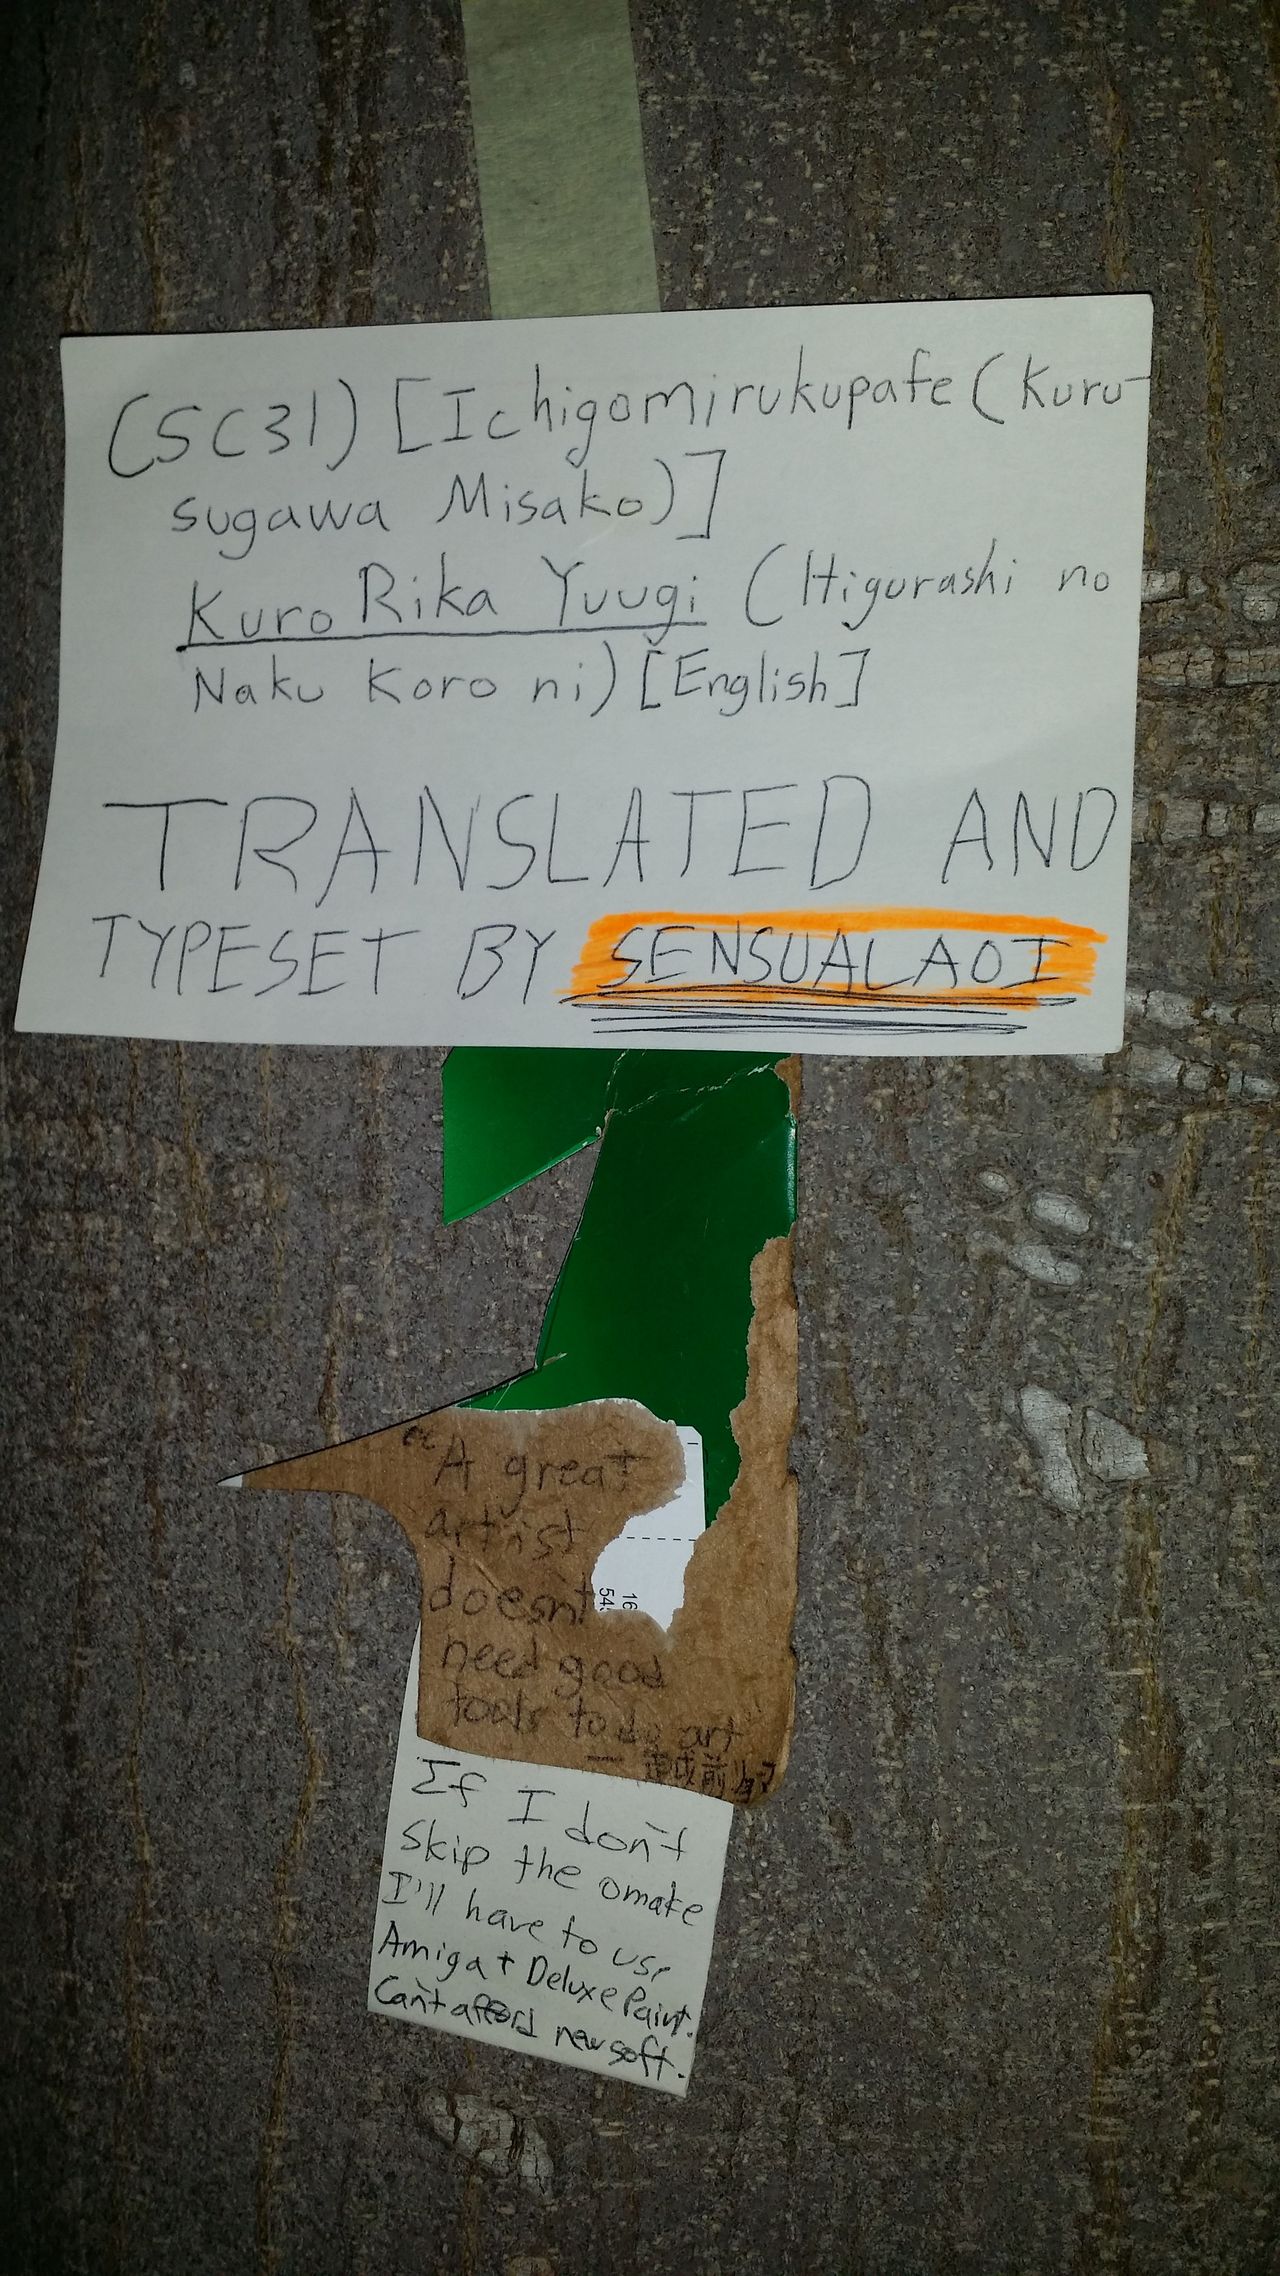 (SC31) [Ichigomirukupafe (Kuru-
sugawa Misako)]
Kuro Rika Yuugi (Higurashi no
Naku Koro ni) [English]
TRANSLATED AND
TYPESET BY SENSUALAOI
"A great
artist
doesn't
need good
tools to do art
16
54
If I don't
skip the omake
I'll have to use
Amiga + Deluxe Paint.
Can't afford new soft.